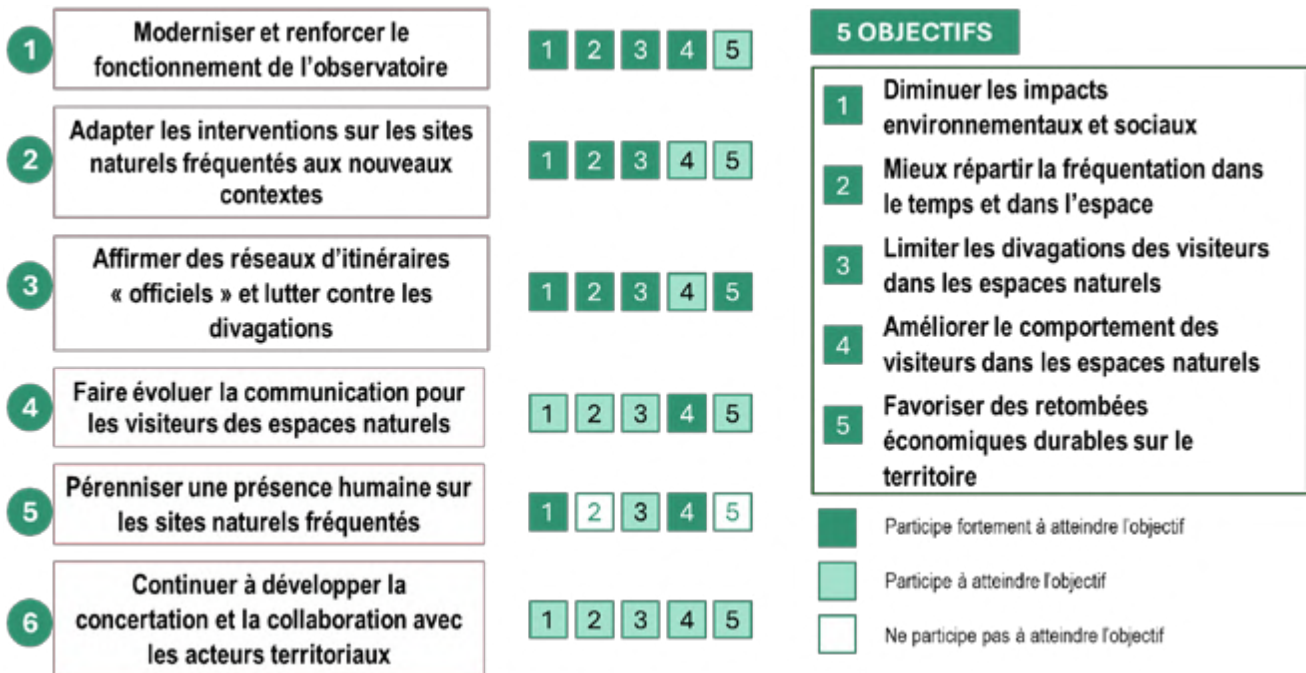 1
Moderniser et renforcer le
fonctionnement de l'observatoire
1 2 3 4 5
2
Adapter les interventions sur les sites
naturels fréquentés aux nouveaux
contextes
1 2 3 4 5
3
Affirmer des réseaux d'itinéraires
« officiels » et lutter contre les
divagations
1 2 3 4 5
4
Faire évoluer la communication pour
les visiteurs des espaces naturels
1 2 3 4 5
5
Pérenniser une présence humaine sur
les sites naturels fréquentés
1 2 3 4 5
6
Continuer à développer la
concertation et la collaboration avec
les acteurs territoriaux
1 2 3 4 5
5 OBJECTIFS
1
Diminuer les impacts
environnementaux et sociaux
2
Mieux répartir la fréquentation dans
le temps et dans l'espace
3
Limiter les divagations des visiteurs
dans les espaces naturels
4
Améliorer le comportement des
visiteurs dans les espaces naturels
5
Favoriser des retombées
économiques durables sur le
territoire
Participe fortement à atteindre l'objectif
Participe à atteindre l'objectif
Ne participe pas à atteindre l'objectif